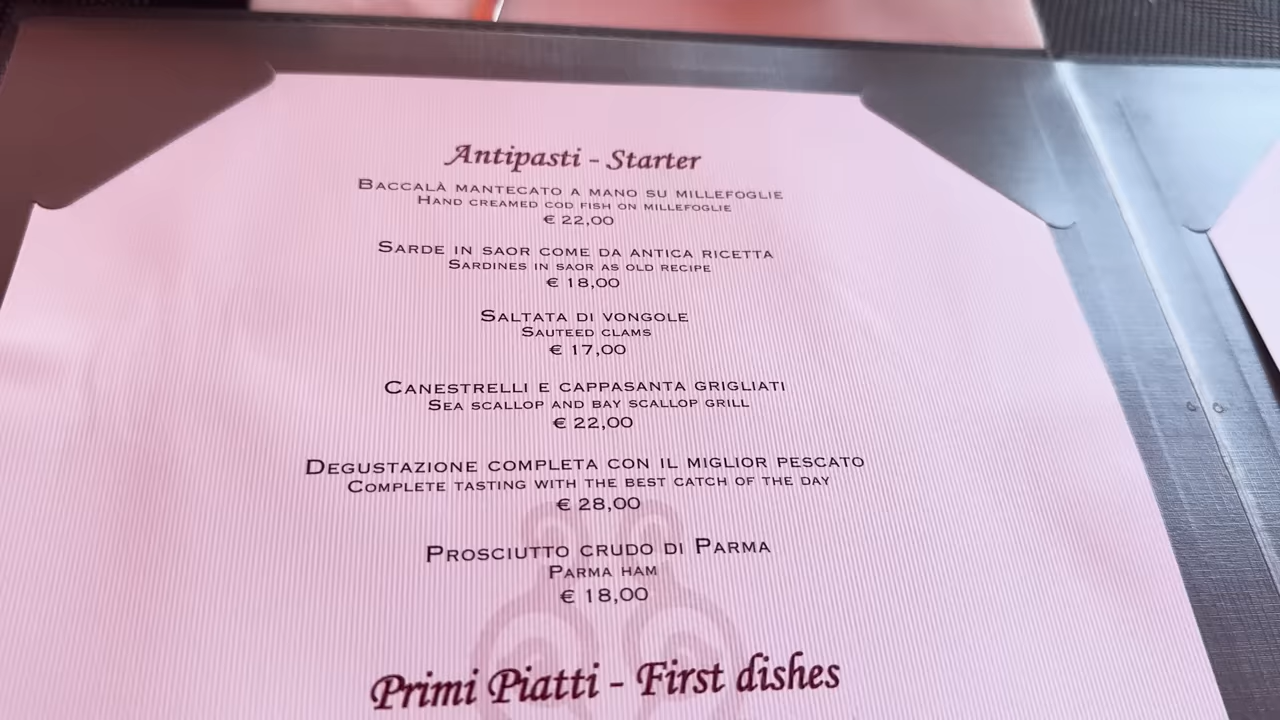 Antipasti - Starter
Baccalà mantecato a mano su millefoglie
Hand creamed cod fish on millefoglie
€ 22,00
Sarde in saor come da antica ricetta
Sardines in saor as old recipe
€ 18,00
Saltata di vongole
Sauteed clams
€ 17,00
Canestrelli e cappasanta grigliati
Sea scallop and bay scallop grill
€ 22,00
Degustazione completa con il miglior pescato
Complete tasting with the best catch of the day
€ 28,00
Prosciutto crudo di Parma
Parma ham
€ 18,00
Primi Piatti - First dishes